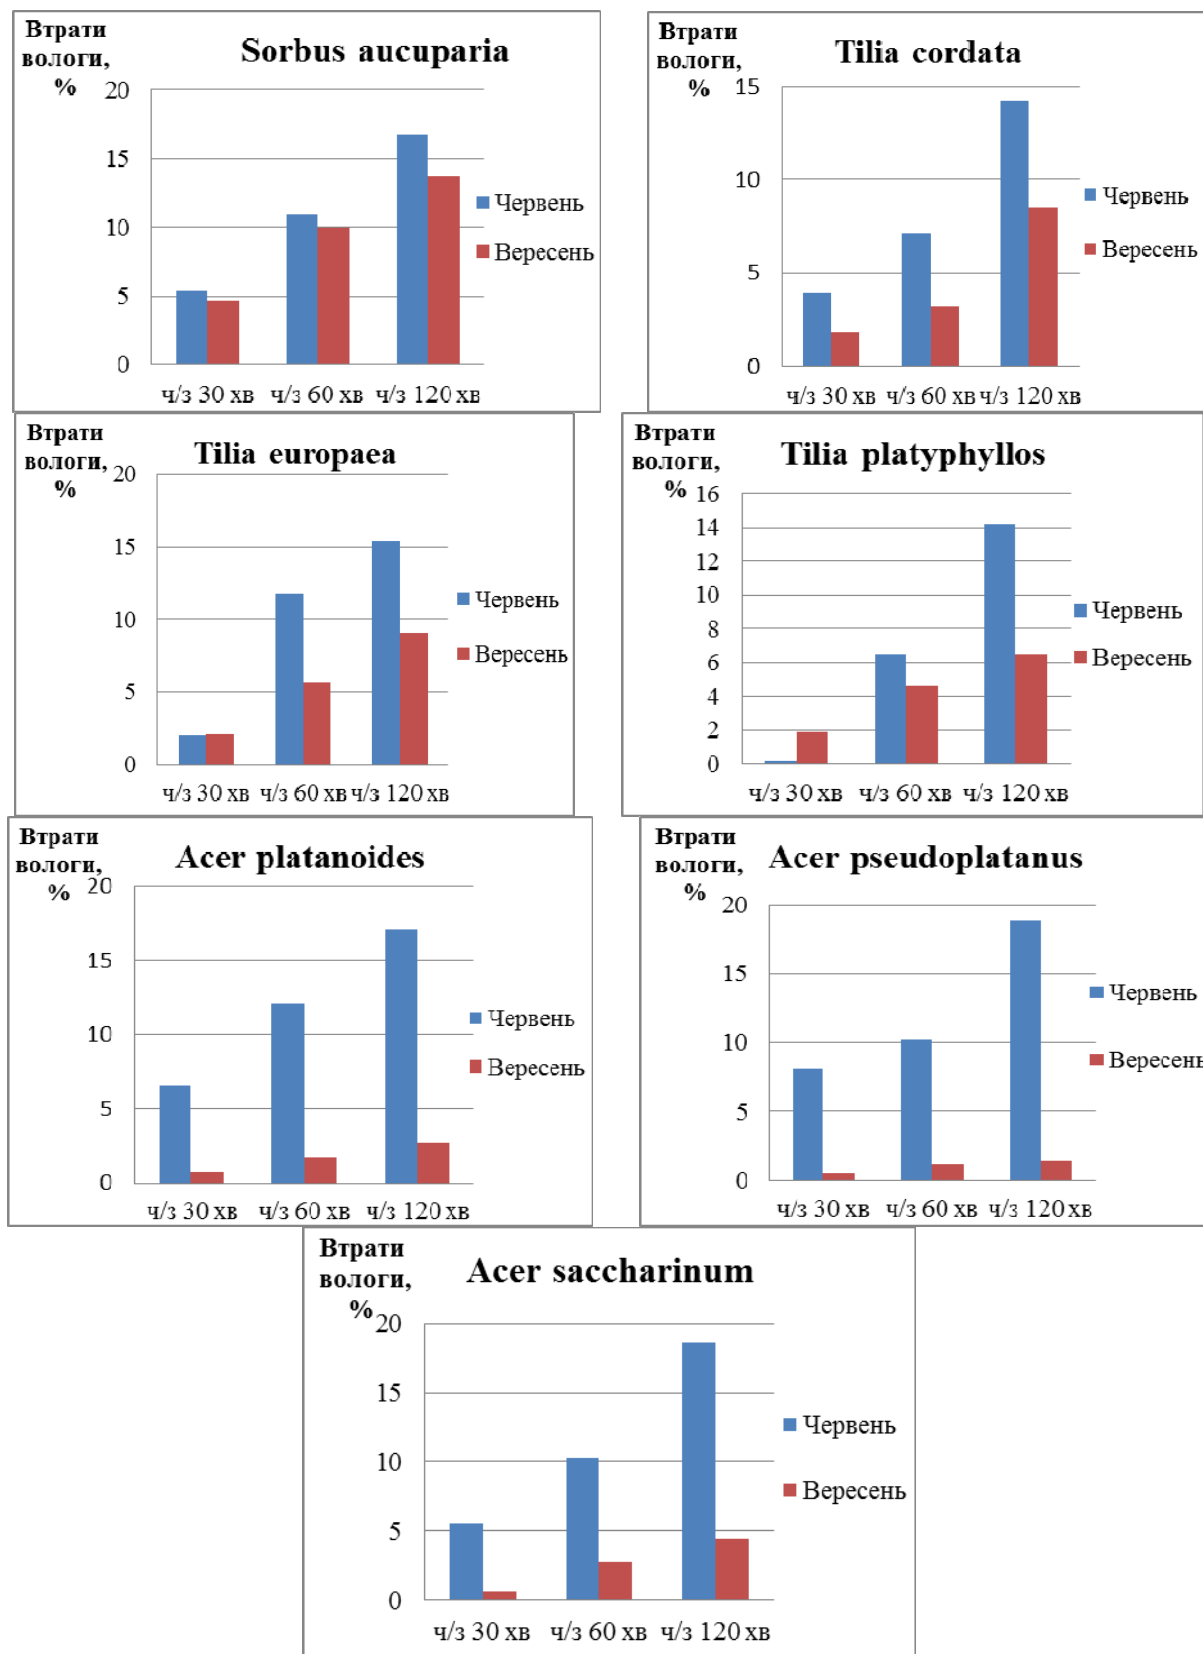 Втрати
вологи,
%
Sorbus aucuparia
20
15
10
5
0
ч/з 30 хв ч/з 60 хв ч/з 120 хв
Червень
Вересень
Втрати
вологи,
%
Tilia cordata
15
10
5
0
ч/з 30 хв ч/з 60 хв ч/з 120 хв
Червень
Вересень
Втрати
вологи,
%
Tilia europaea
20
15
10
5
0
ч/з 30 хв ч/з 60 хв ч/з 120 хв
Червень
Вересень
Втрати
вологи,
%
Tilia platyphyllos
16
14
12
10
8
6
4
2
0
ч/з 30 хв ч/з 60 хв ч/з 120 хв
Червень
Вересень
Втрати
вологи,
%
Acer platanoides
20
15
10
5
0
ч/з 30 хв ч/з 60 хв ч/з 120 хв
Червень
Вересень
Втрати
вологи,
%
Acer pseudoplatanus
20
15
10
5
0
ч/з 30 хв ч/з 60 хв ч/з 120 хв
Червень
Вересень
Втрати
вологи,
%
Acer saccharinum
20
15
10
5
0
ч/з 30 хв ч/з 60 хв ч/з 120 хв
Червень
Вересень